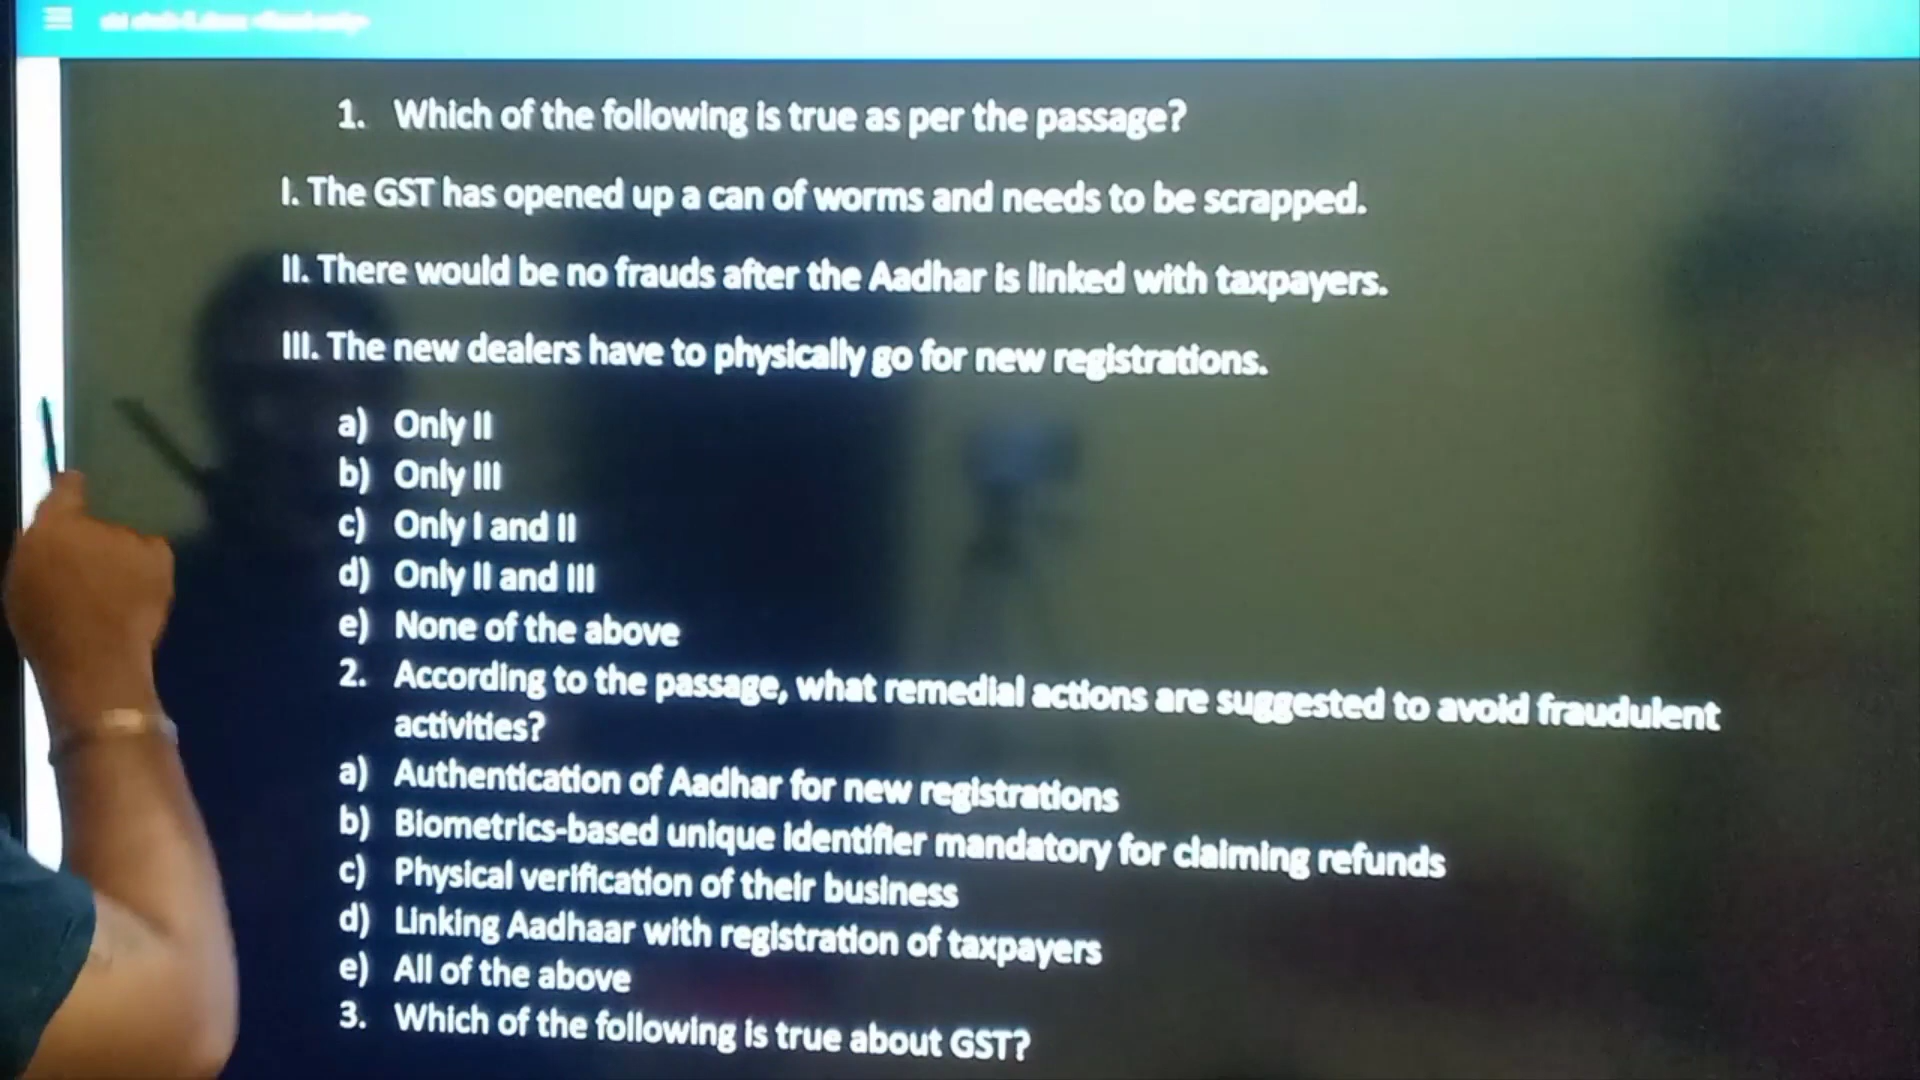 1. Which of the following is true as per the passage?
I. The GST has opened up a can of worms and needs to be scrapped.
II. There would be no frauds after the Aadhar is linked with taxpayers.
III. The new dealers have to physically go for new registrations.
a) Only II
b) Only III
c) Only I and II
d) Only II and III
e) None of the above
2. According to the passage, what remedial actions are suggested to avoid fraudulent
activities?
a) Authentication of Aadhar for new registrations
b) Biometrics-based unique identifier mandatory for claiming refunds
c) Physical verification of their business
d) Linking Aadhaar with registration of taxpayers
e) All of the above
3. Which of the following is true about GST?